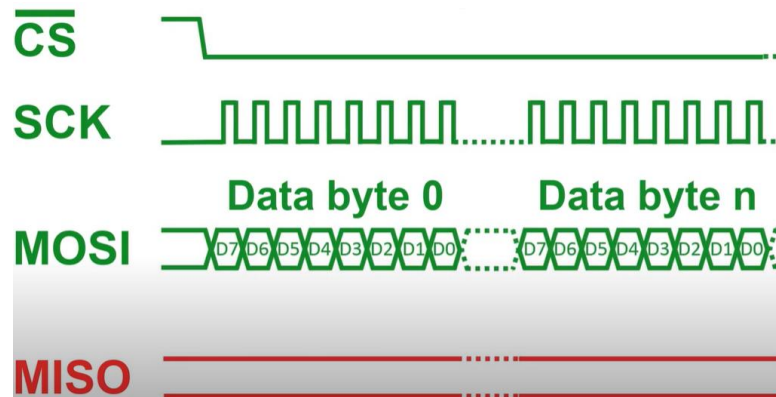 CS
SCK
Data byte 0 Data byte n
MOSI D7 D6 D5 D4 D3 D2 D1 D0 D7 D6 D5 D4 D3 D2 D1 D0
MISO